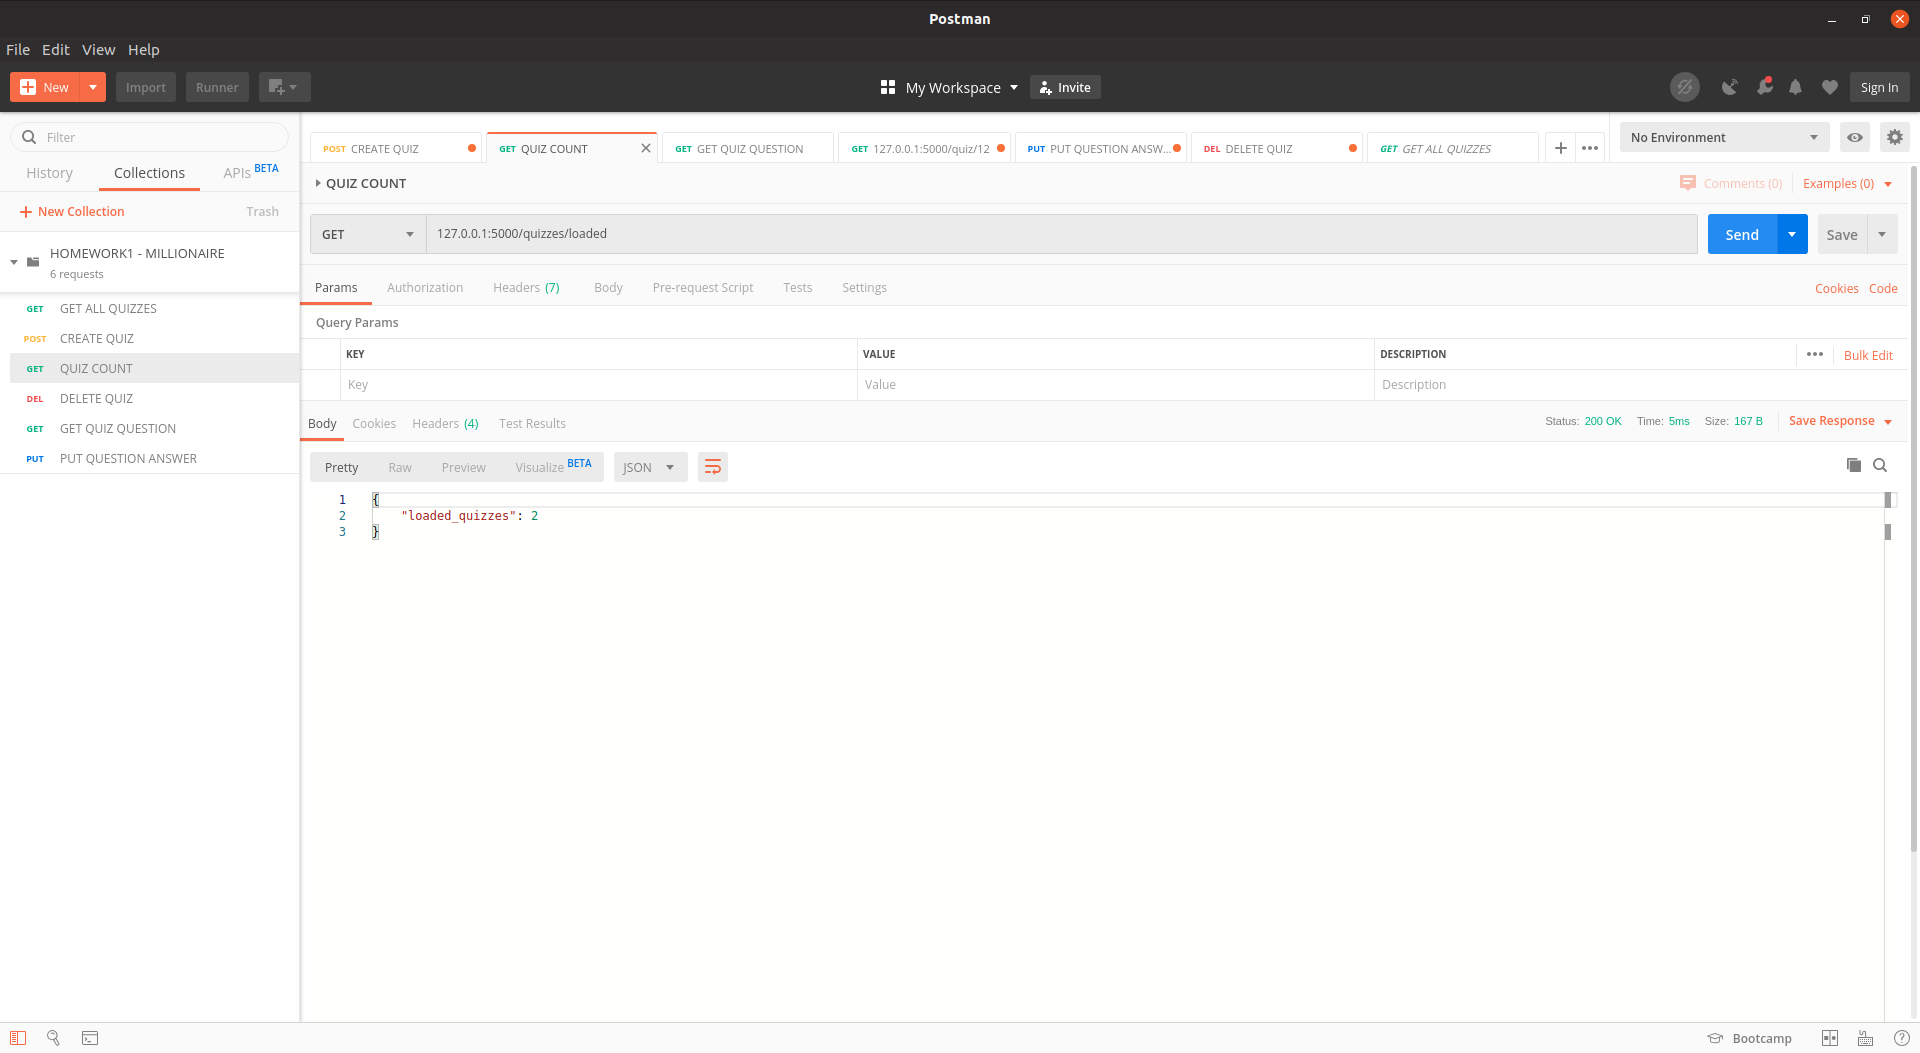 Postman
File Edit View Help
New Import Runner My Workspace Invite Sign In
Filter
History Collections APIs BETA
New Collection Trash
HOMEWORK1 - MILLIONAIRE
6 requests
GET GET ALL QUIZZES
POST CREATE QUIZ
GET QUIZ COUNT
DEL DELETE QUIZ
GET GET QUIZ QUESTION
PUT PUT QUESTION ANSWER
POST CREATE QUIZ GET QUIZ COUNT GET GET QUIZ QUESTION GET 127.0.0.1:5000/quiz/12 PUT PUT QUESTION ANSW... DEL DELETE QUIZ GET GET ALL QUIZZES No Environment
QUIZ COUNT Comments (0) Examples (0)
GET 127.0.0.1:5000/quizzes/loaded Send Save
Params Authorization Headers (7) Body Pre-request Script Tests Settings Cookies Code
Query Params
KEY VALUE DESCRIPTION Bulk Edit
Key Value Description
Body Cookies Headers (4) Test Results Status: 200 OK Time: 5ms Size: 167 B Save Response
Pretty Raw Preview Visualize BETA JSON
1 {
2 "loaded_quizzes": 2
3 }
Bootcamp